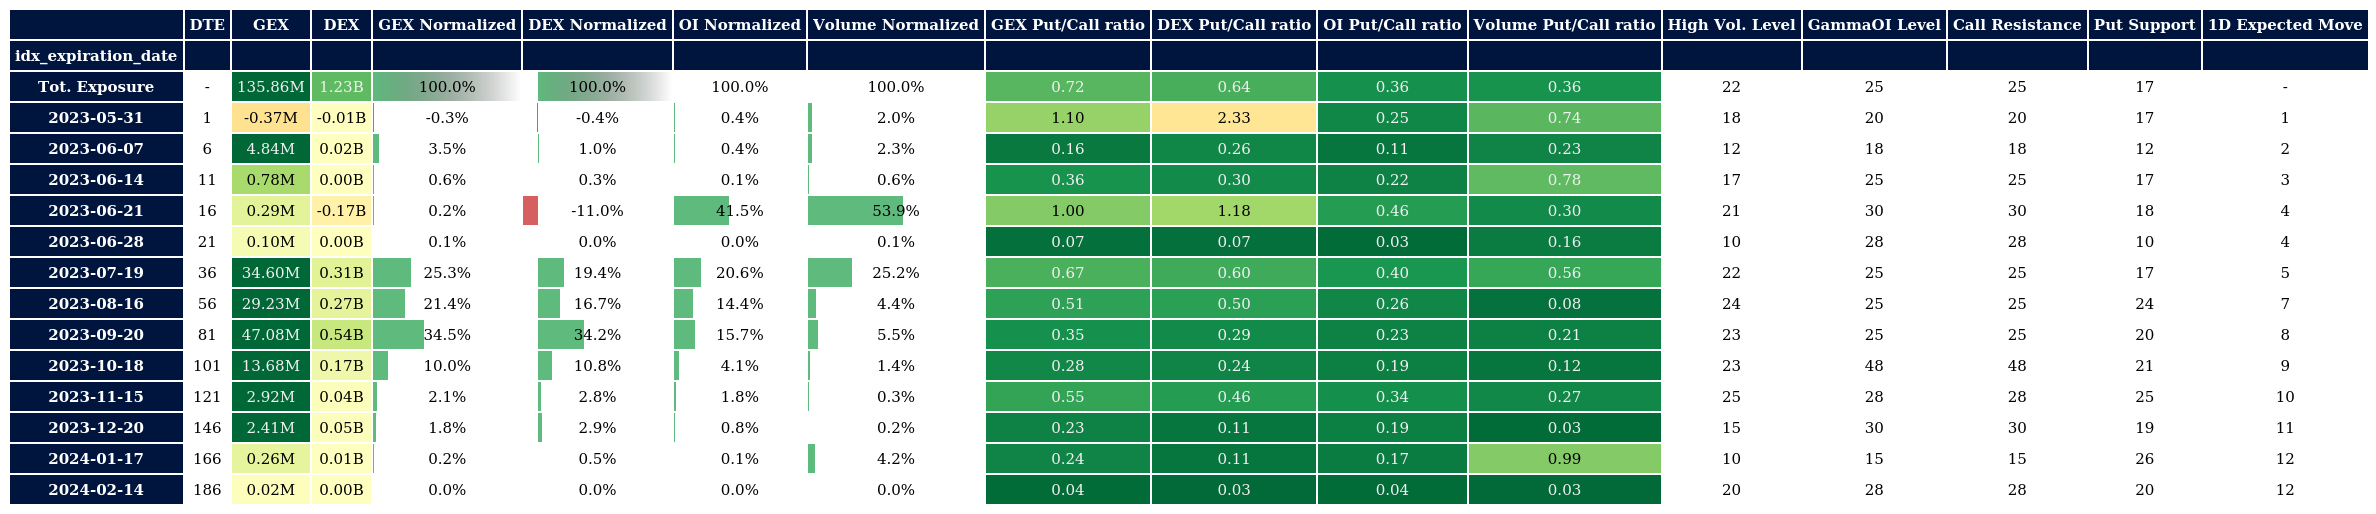 DTE GEX DEX GEX Normalized DEX Normalized OI Normalized Volume Normalized GEX Put/Call ratio DEX Put/Call ratio OI Put/Call ratio Volume Put/Call ratio High Vol. Level GammaOI Level Call Resistance Put Support 1D Expected Move
idx_expiration_date
Tot. Exposure - 135.86M 1.23B 100.0% 100.0% 100.0% 100.0% 0.72 0.64 0.36 0.36 22 25 25 17 -
2023-05-31 1 -0.37M -0.01B -0.3% -0.4% 0.4% 2.0% 1.10 2.33 0.25 0.74 18 20 20 17 1
2023-06-07 6 4.84M 0.02B 3.5% 1.0% 0.4% 2.3% 0.16 0.26 0.11 0.23 12 18 18 12 2
2023-06-14 11 0.78M 0.00B 0.6% 0.3% 0.1% 0.6% 0.36 0.30 0.22 0.78 17 25 25 17 3
2023-06-21 16 0.29M -0.17B 0.2% -11.0% 41.5% 53.9% 1.00 1.18 0.46 0.30 21 30 30 18 4
2023-06-28 21 0.10M 0.00B 0.1% 0.0% 0.0% 0.1% 0.07 0.07 0.03 0.16 10 28 28 10 4
2023-07-19 36 34.60M 0.31B 25.3% 19.4% 20.6% 25.2% 0.67 0.60 0.40 0.56 22 25 25 17 5
2023-08-16 56 29.23M 0.27B 21.4% 16.7% 14.4% 4.4% 0.51 0.50 0.26 0.08 24 25 25 24 7
2023-09-20 81 47.08M 0.54B 34.5% 34.2% 15.7% 5.5% 0.35 0.29 0.23 0.21 23 25 25 20 8
2023-10-18 101 13.68M 0.17B 10.0% 10.8% 4.1% 1.4% 0.28 0.24 0.19 0.12 23 48 48 21 9
2023-11-15 121 2.92M 0.04B 2.1% 2.8% 1.8% 0.3% 0.55 0.46 0.34 0.27 25 28 28 25 10
2023-12-20 146 2.41M 0.05B 1.8% 2.9% 0.8% 0.2% 0.23 0.11 0.19 0.03 15 30 30 19 11
2024-01-17 166 0.26M 0.01B 0.2% 0.5% 0.1% 4.2% 0.24 0.11 0.17 0.99 10 15 15 26 12
2024-02-14 186 0.02M 0.00B 0.0% 0.0% 0.0% 0.0% 0.04 0.03 0.04 0.03 20 28 28 20 12